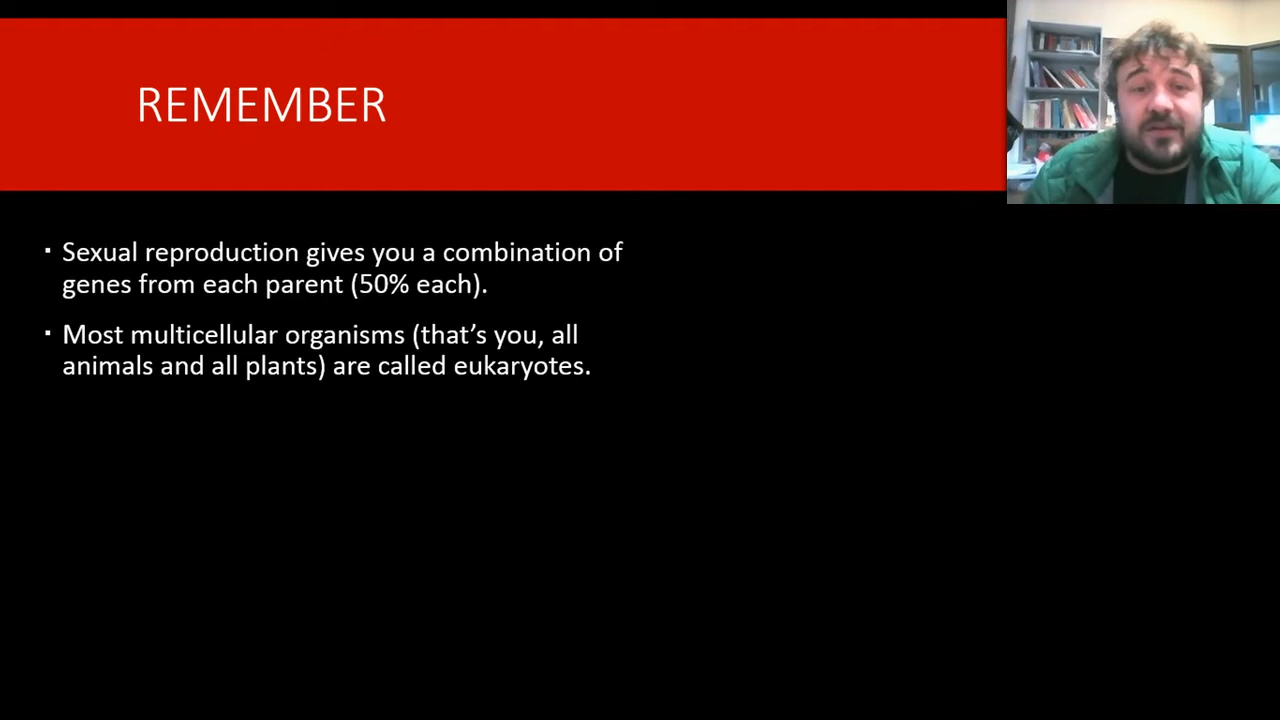 REMEMBER
▪ Sexual reproduction gives you a combination of
genes from each parent (50% each).
▪ Most multicellular organisms (that’s you, all
animals and all plants) are called eukaryotes.